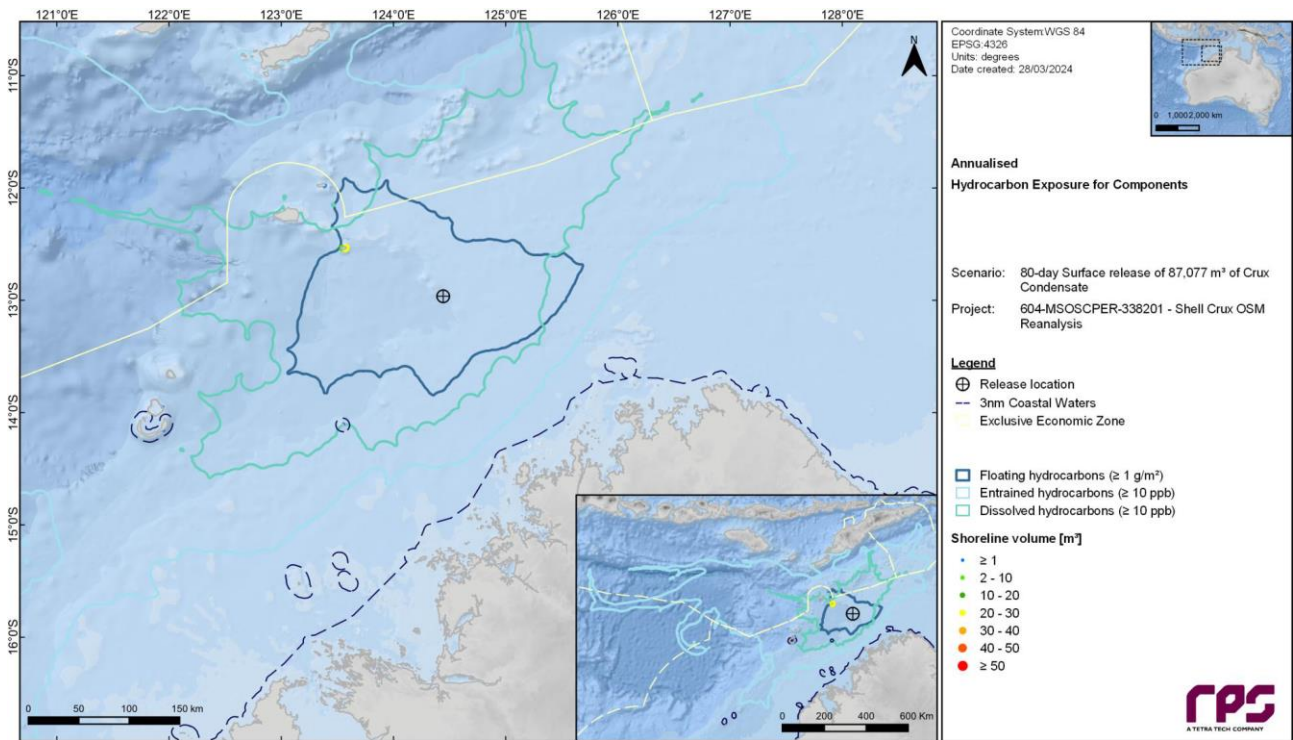 121°0'E 122°0'E 123°0'E 124°0'E 125°0'E 126°0'E 127°0'E 128°0'E
11°0'S
12°0'S
13°0'S
14°0'S
15°0'S
16°0'S
N
0 50 100 150 km
0 200 400 600 Km
Coordinate System:WGS 84
EPSG:4326
Units: degrees
Date created: 28/03/2024
0 1,000 2,000 km
Annualised
Hydrocarbon Exposure for Components
Scenario: 80-day Surface release of 87,077 m³ of Crux
Condensate
Project: 604-MSOSCPER-338201 - Shell Crux OSM
Reanalysis
Legend
Release location
3nm Coastal Waters
Exclusive Economic Zone
Floating hydrocarbons (≥ 1 g/m²)
Entrained hydrocarbons (≥ 10 ppb)
Dissolved hydrocarbons (≥ 10 ppb)
Shoreline volume [m³]
≥ 1
2 - 10
10 - 20
20 - 30
30 - 40
40 - 50
≥ 50
rps
A TETRA TECH COMPANY